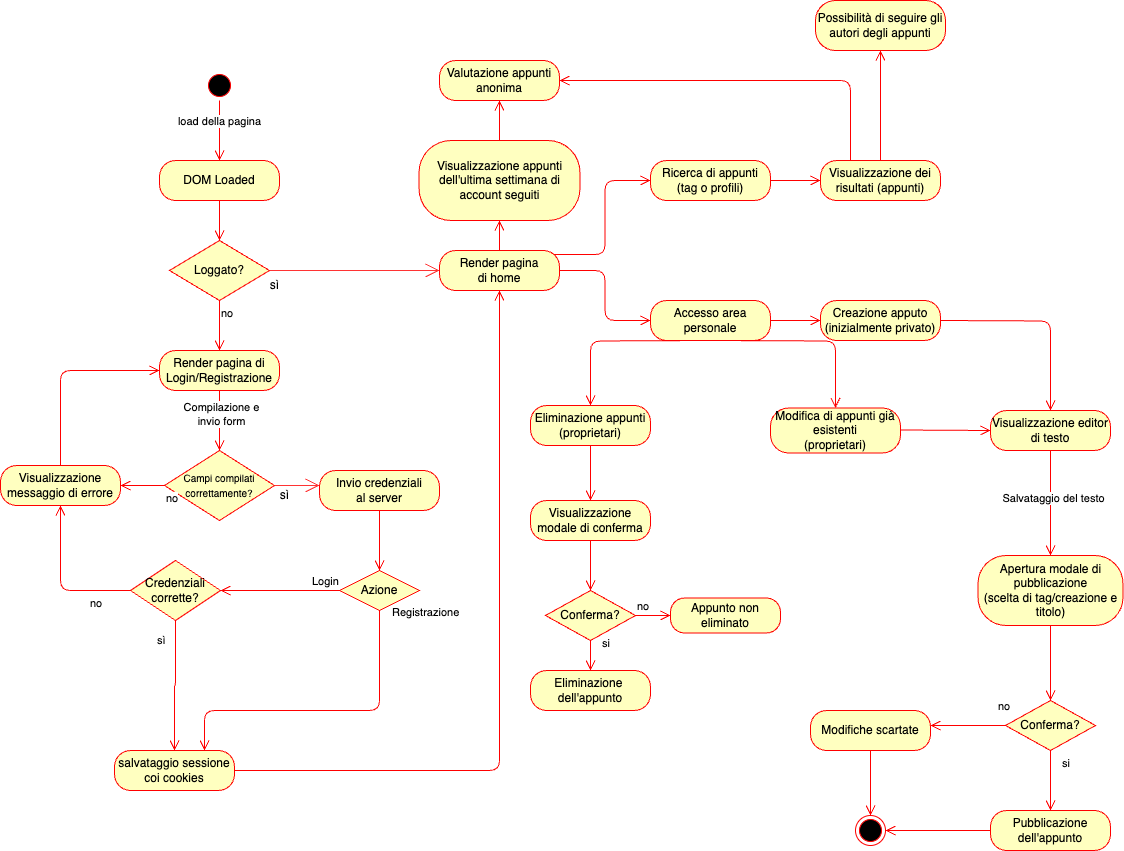 Possibilità di seguire gli
autori degli appunti
Valutazione appunti
anonima
load della pagina
DOM Loaded
Visualizzazione appunti
dell'ultima settimana di
account seguiti
Ricerca di appunti
(tag o profili)
Visualizzazione dei
risultati (appunti)
Loggato?
sì
no
Render pagina
di home
Accesso area
personale
Creazione apputo
(inizialmente privato)
Render pagina di
Login/Registrazione
Compilazione e
invio form
Eliminazione appunti
(proprietari)
Modifica di appunti già
esistenti
(proprietari)
Visualizzazione editor
di testo
Visualizzazione
messaggio di errore
no
Campi compilati
correttamente?
sì
Invio credenziali
al server
Visualizzazione
modale di conferma
Salvataggio del testo
Credenziali
corrette?
no
sì
Login
Azione
Registrazione
Conferma?
no
si
Appunto non
eliminato
Apertura modale di
pubblicazione
(scelta di tag/creazione e
titolo)
Eliminazione
dell'appunto
salvataggio sessione
coi cookies
Modifiche scartate
no
Conferma?
si
Pubblicazione
dell'appunto